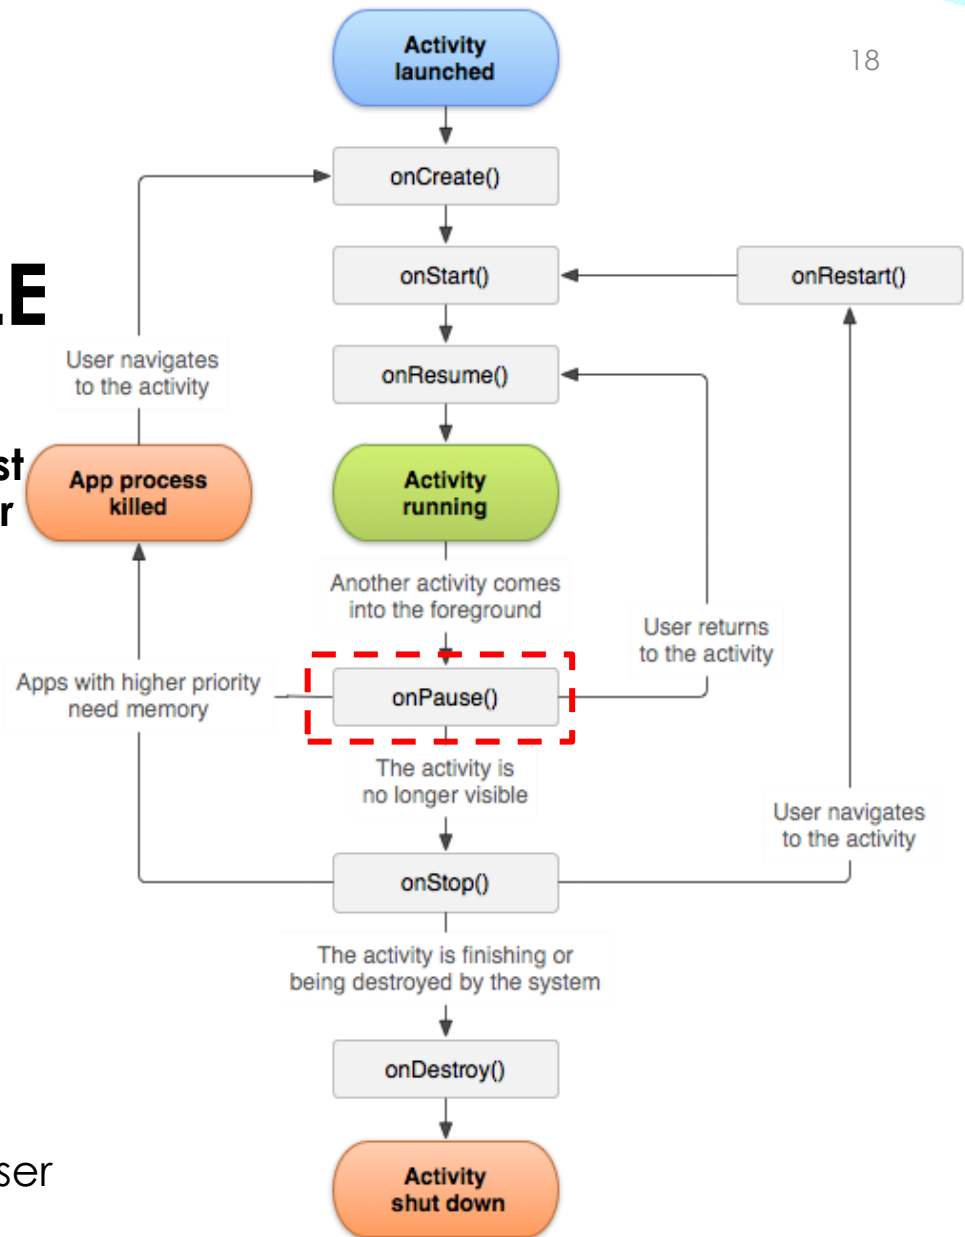 Activity
launched
18
onCreate()
onStart()
onRestart()
LE
User navigates
to the activity
onResume()
st
r
App process
killed
Activity
running
Another activity comes
into the foreground
User returns
to the activity
Apps with higher priority
need memory
onPause()
The activity is
no longer visible
User navigates
to the activity
onStop()
The activity is finishing or
being destroyed by the system
onDestroy()
ser
Activity
shut down